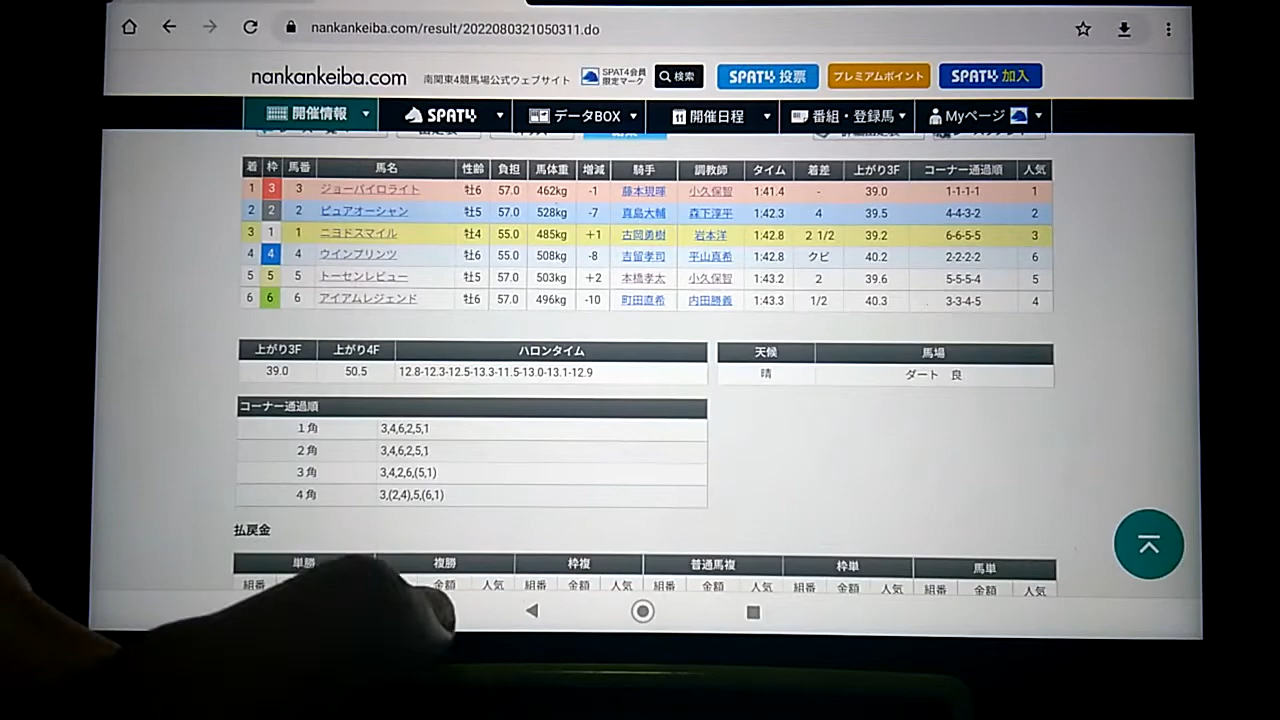 nankankeiba.com/result/2022080321050311.do
nankankeiba.com 南関東4競馬場公式ウェブサイト SPAT4会員限定マーク 検索 SPAT4 投票 プレミアムポイント SPAT4 加入
開催情報 SPAT4 データBOX 開催日程 番組・登録馬 Myページ
着 枠 馬番 馬名 性齢 負担 馬体重 増減 騎手 調教師 タイム 着差 上がり3F コーナー通過順 人気
1 3 3 ジョーパイロライト 牡6 57.0 462kg -1 藤本現暉 小久保智 1:41.4 - 39.0 1-1-1-1 1
2 2 2 ピュアオーシャン 牡5 57.0 528kg -7 真島大輔 森下淳平 1:42.3 4 39.5 4-4-3-2 2
3 1 1 ニヨドスマイル 牡4 55.0 485kg +1 古岡勇樹 岩本洋 1:42.8 2 1/2 39.2 6-6-5-5 3
4 4 4 ウインプリンツ 牡6 55.0 508kg -8 吉留孝司 平山真希 1:42.8 クビ 40.2 2-2-2-2 6
5 5 5 トーセンレビュー 牡5 57.0 503kg +2 本橋孝太 小久保智 1:43.2 2 39.6 5-5-5-4 5
6 6 6 アイアムレジェンド 牡6 57.0 496kg -10 町田直希 内田勝義 1:43.3 1/2 40.3 3-3-4-5 4
上がり3F 上がり4F ハロンタイム 天候 馬場
39.0 50.5 12.8-12.3-12.5-13.3-11.5-13.0-13.1-12.9 晴 ダート 良
コーナー通過順
1角 3,4,6,2,5,1
2角 3,4,6,2,5,1
3角 3,4,2,6,(5,1)
4角 3,(2,4),5,(6,1)
払戻金
単勝 複勝 枠複 普通馬複 枠単 馬単
組番 金額 人気 組番 金額 人気 組番 金額 人気 組番 金額 人気 組番 金額 人気